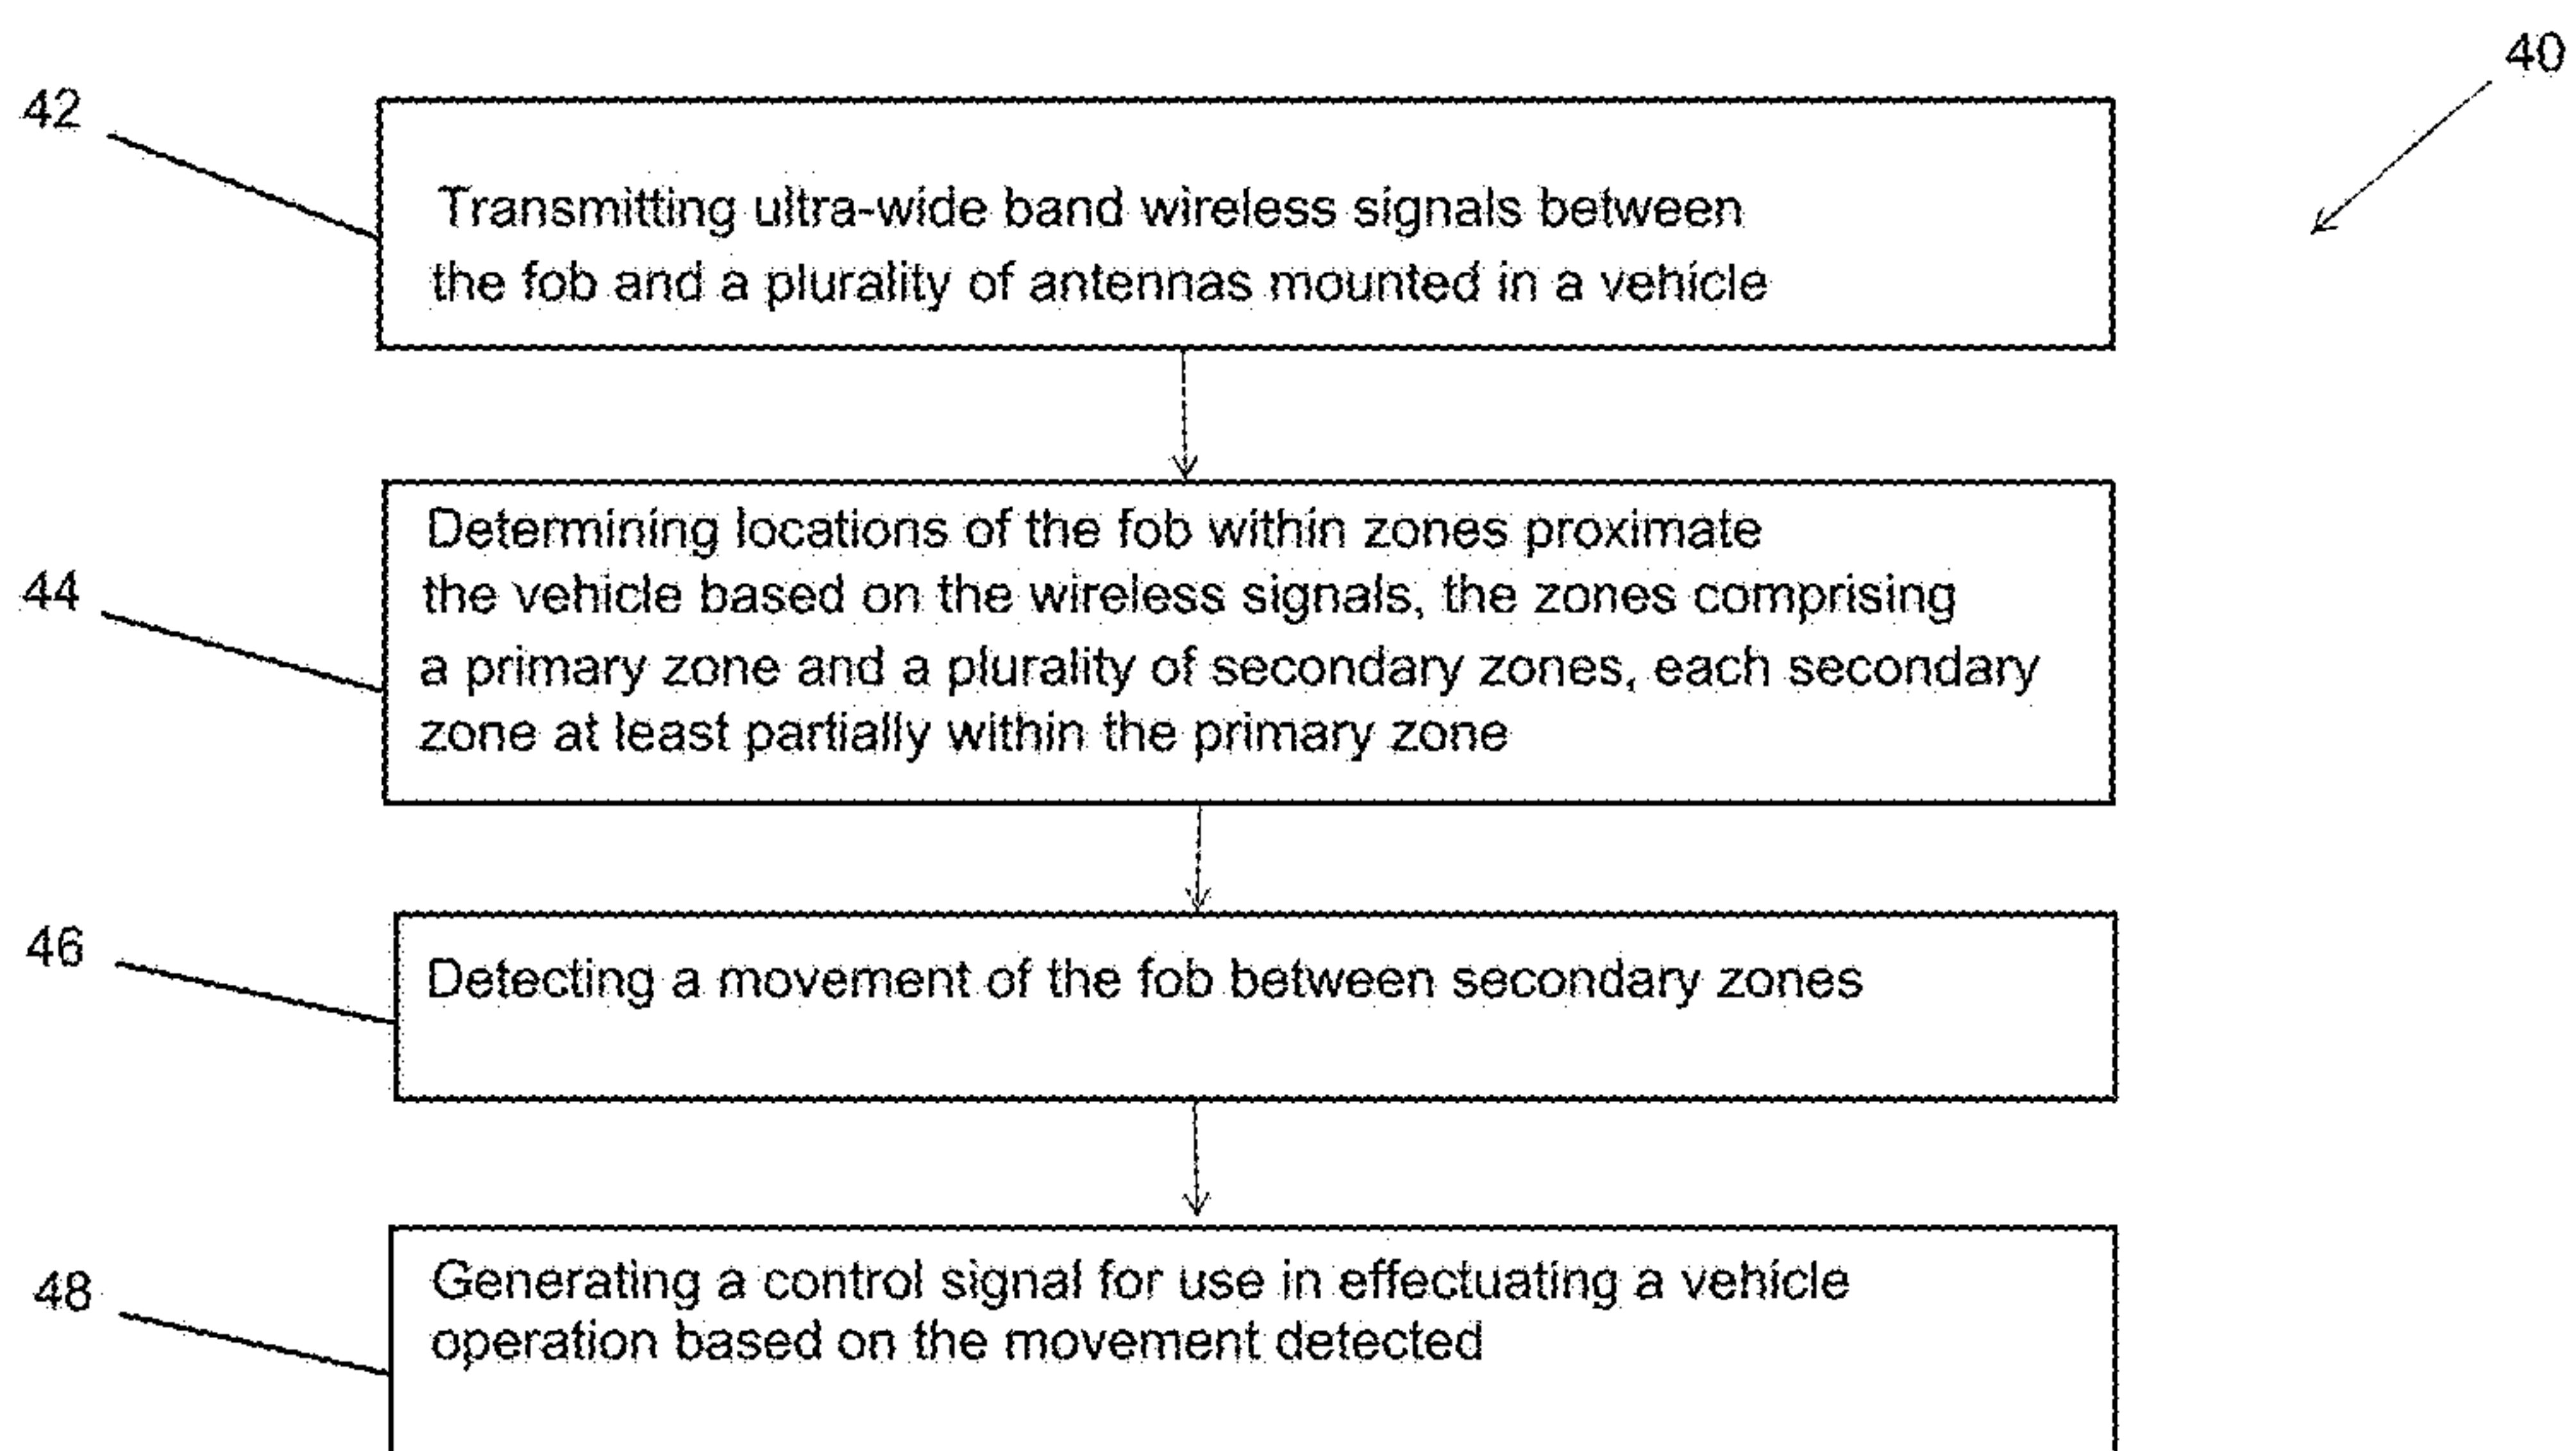 40
42
Transmitting ultra-wide band wireless signals between
the fob and a plurality of antennas mounted in a vehicle
44
Determining locations of the fob within zones proximate
the vehicle based on the wireless signals, the zones comprising
a primary zone and a plurality of secondary zones, each secondary
zone at least partially within the primary zone
46
Detecting a movement of the fob between secondary zones
48
Generating a control signal for use in effectuating a vehicle
operation based on the movement detected